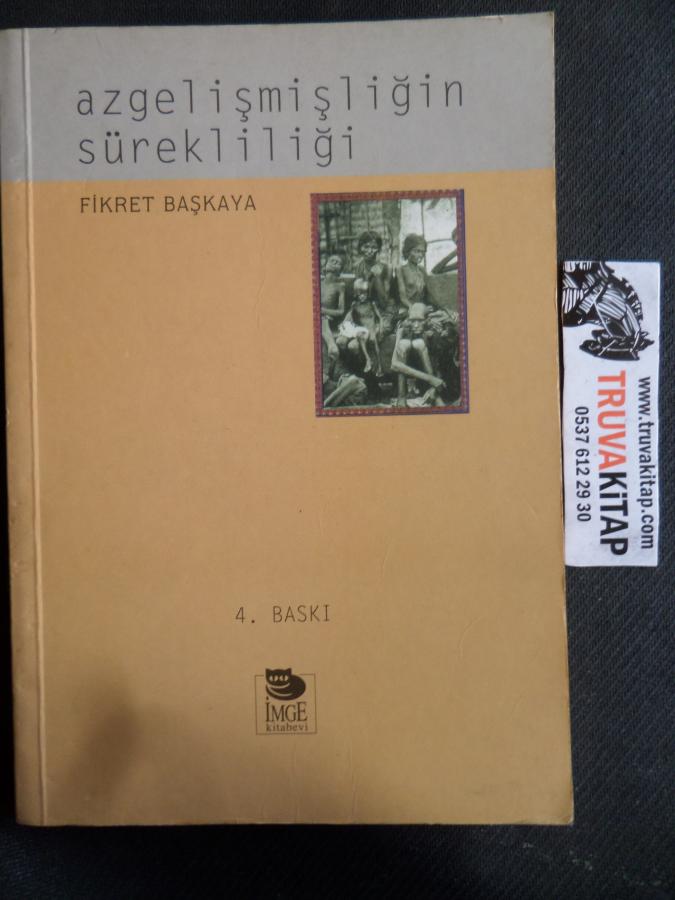 azgelişmişliğin
sürekliliği
FİKRET BAŞKAYA
4. BASKI
İMGE
kitabevi
www.truvakitap.com
TRUVAKİTAP
0537 612 29 30